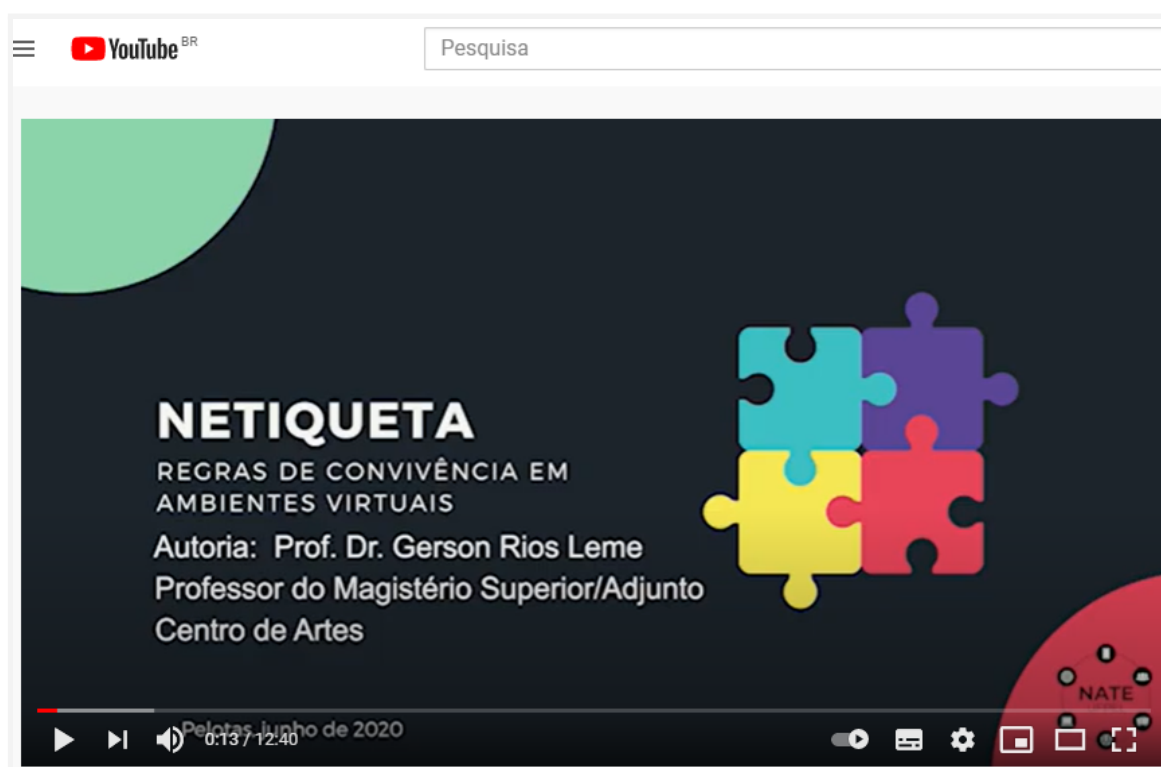 YouTube BR
Pesquisa
NETIQUETA
REGRAS DE CONVIVÊNCIA EM
AMBIENTES VIRTUAIS
Autoria: Prof. Dr. Gerson Rios Leme
Professor do Magistério Superior/Adjunto
Centro de Artes
NATE
Pelotas, junho de 2020
0:13 / 12:40